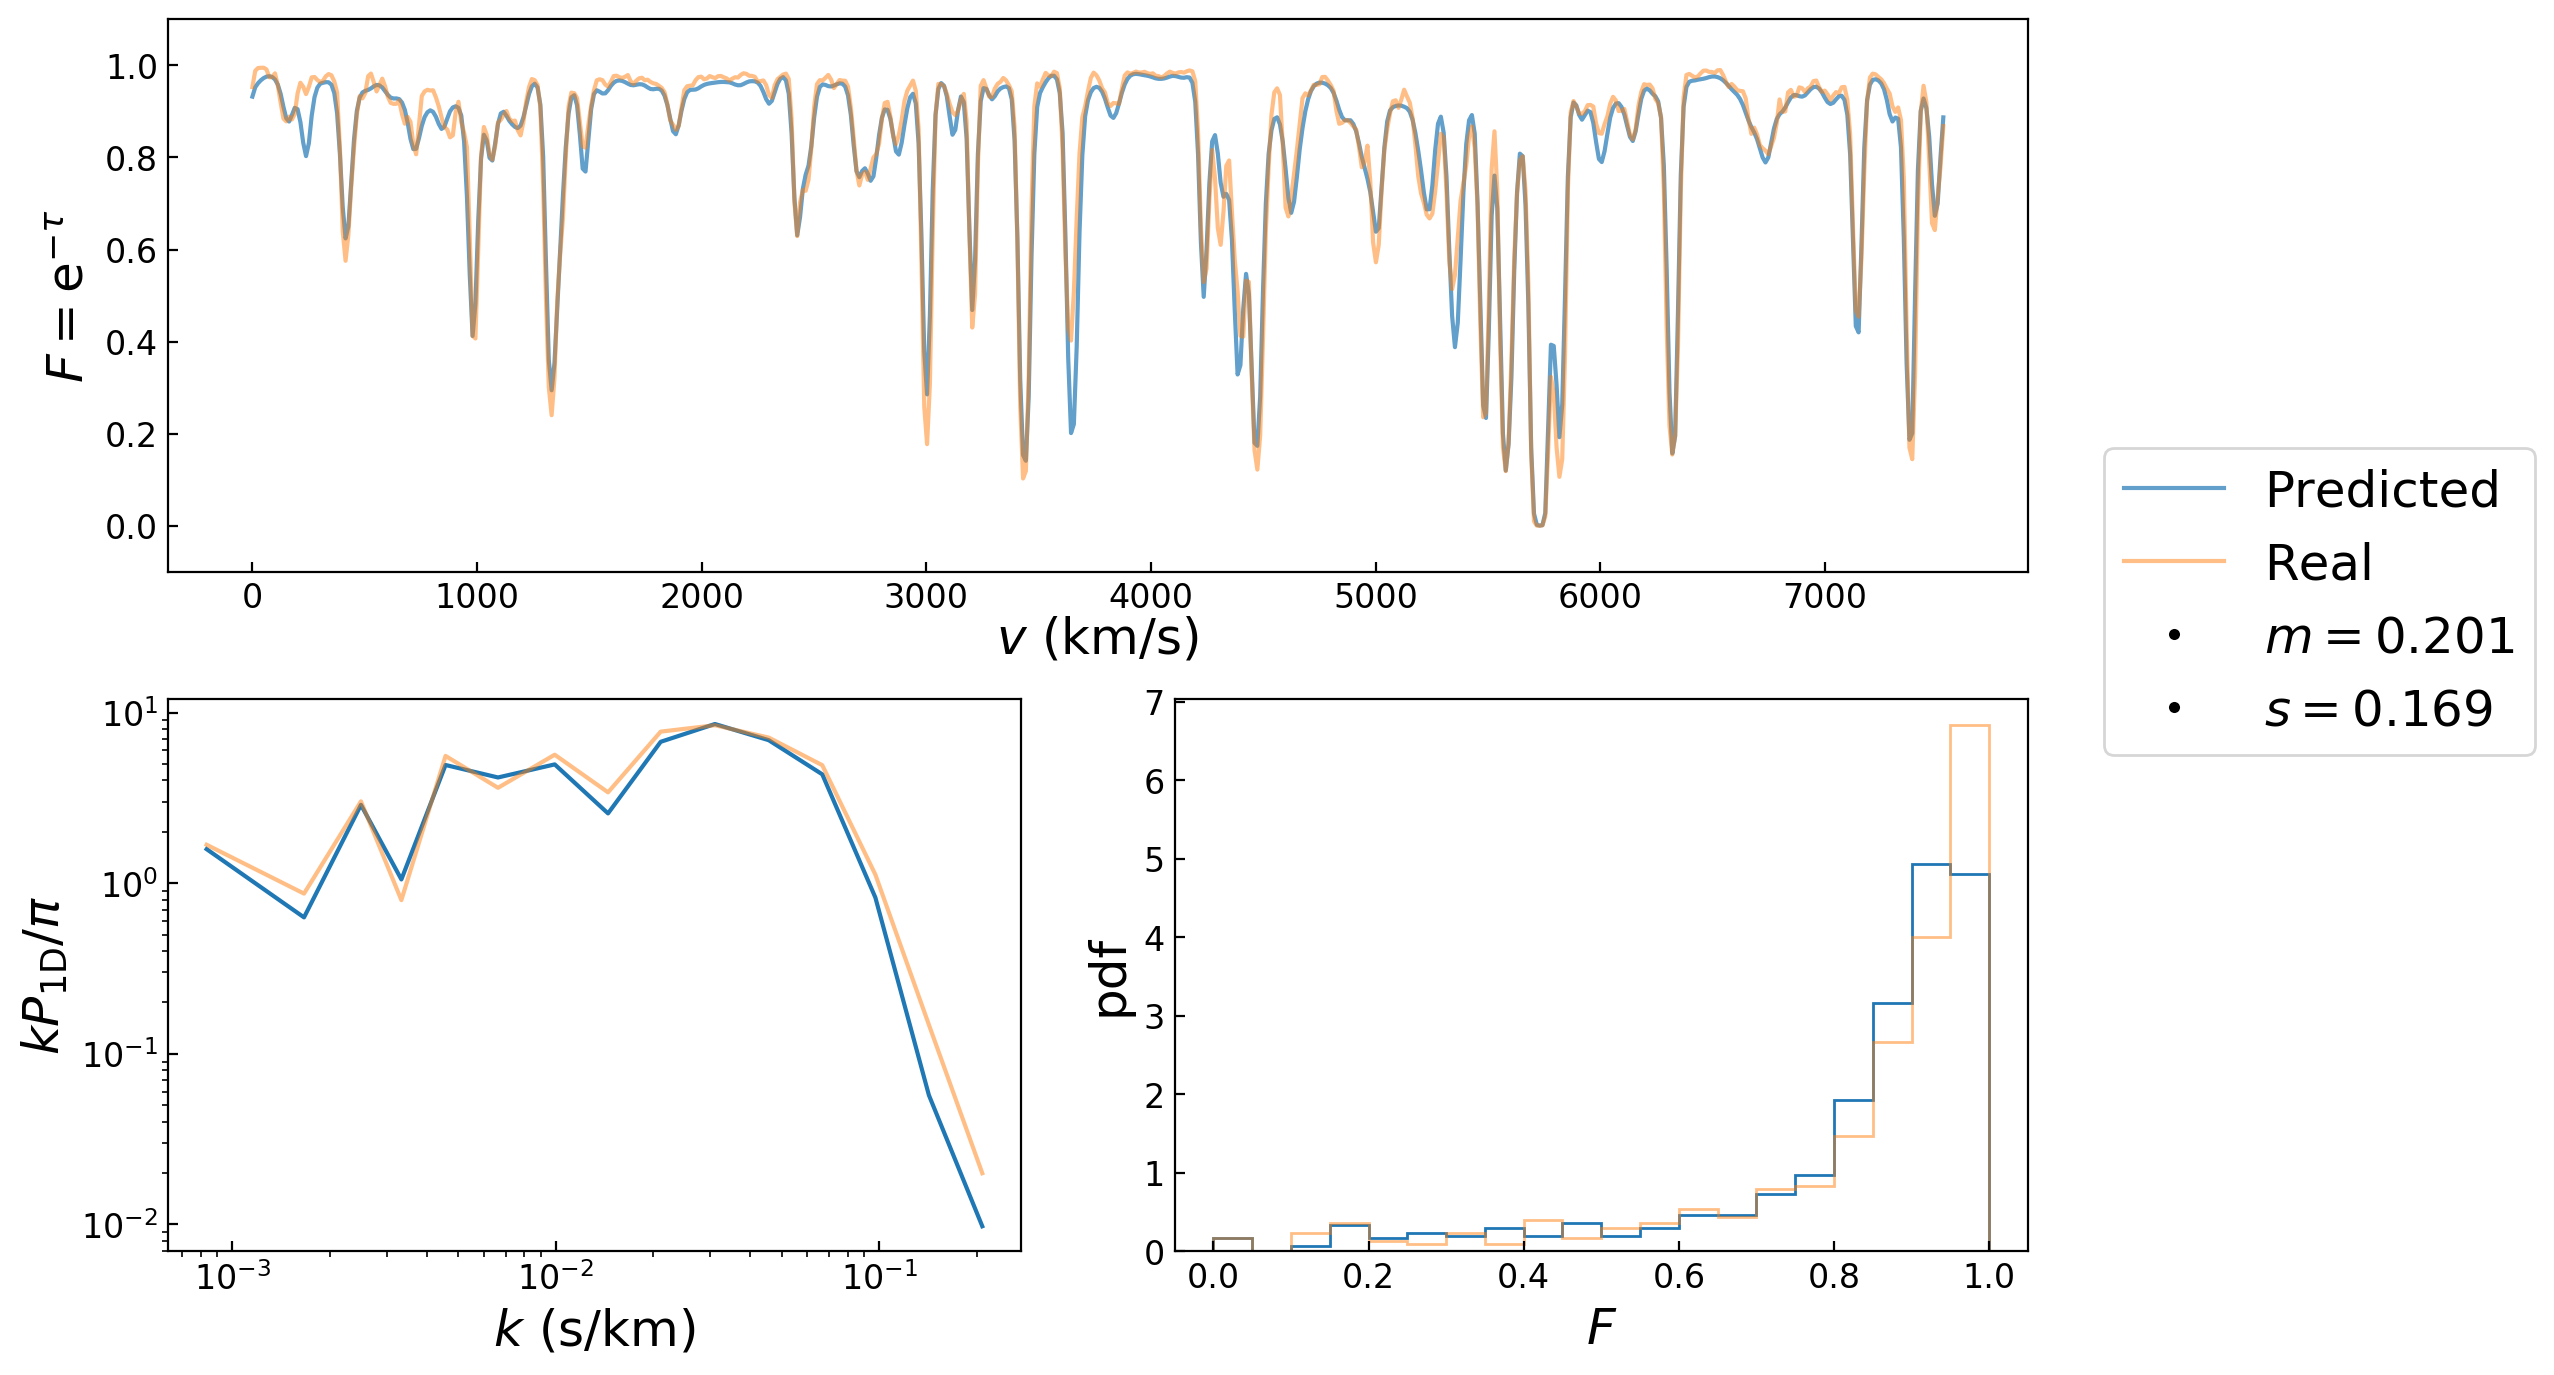 1.0
0.8
0.6
0.4
0.2
0.0
F = e^{-τ}
0 1000 2000 3000 4000 5000 6000 7000
v (km/s)
Predicted
Real
m = 0.201
s = 0.169
10^1
10^0
10^{-1}
10^{-2}
kP_{1D}/π
10^{-3} 10^{-2} 10^{-1}
k (s/km)
7
6
5
4
3
2
1
0
pdf
0.0 0.2 0.4 0.6 0.8 1.0
F